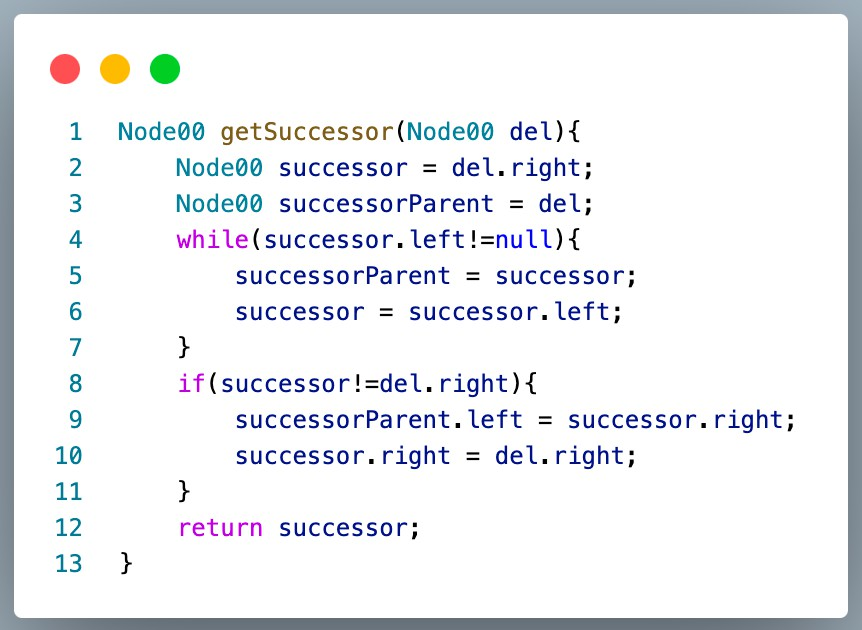 1 Node00 getSuccessor(Node00 del){
2     Node00 successor = del.right;
3     Node00 successorParent = del;
4     while(successor.left!=null){
5         successorParent = successor;
6         successor = successor.left;
7     }
8     if(successor!=del.right){
9         successorParent.left = successor.right;
10         successor.right = del.right;
11     }
12     return successor;
13 }